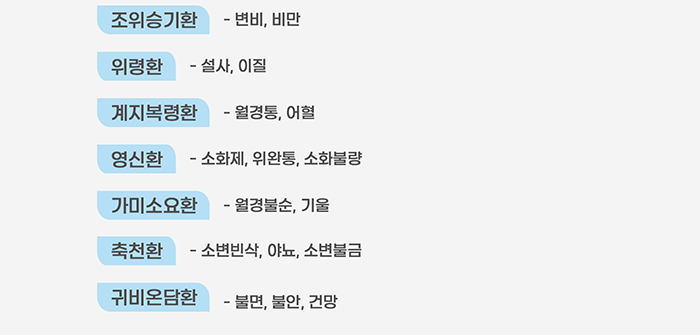 조위승기환 - 변비, 비만
위령환 - 설사, 이질
계지복령환 - 월경통, 어혈
영신환 - 소화제, 위완통, 소화불량
가미소요환 - 월경불순, 기울
축천환 - 소변빈삭, 야뇨, 소변불금
귀비온담환 - 불면, 불안, 건망